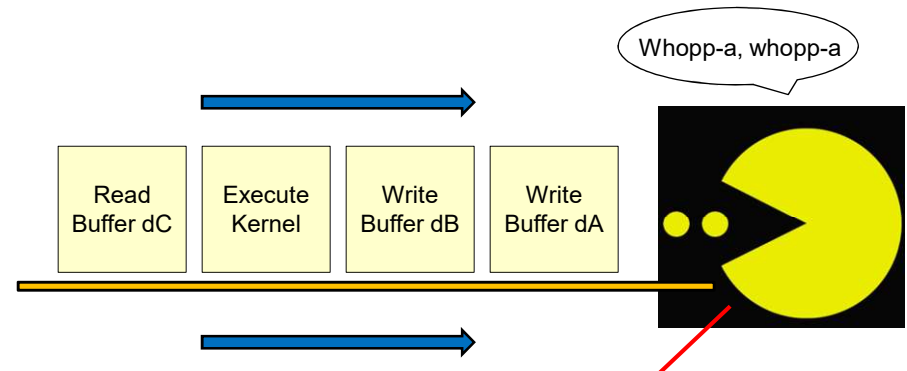 Whopp-a, whopp-a
Read
Buffer dC
Execute
Kernel
Write
Buffer dB
Write
Buffer dA